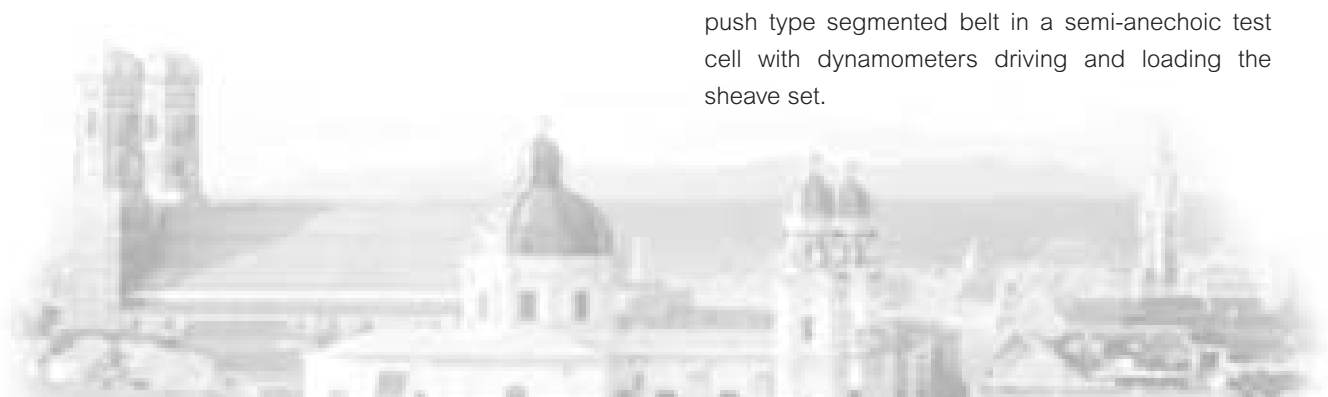 push type segmented belt in a semi-anechoic test
cell with dynamometers driving and loading the
sheave set.